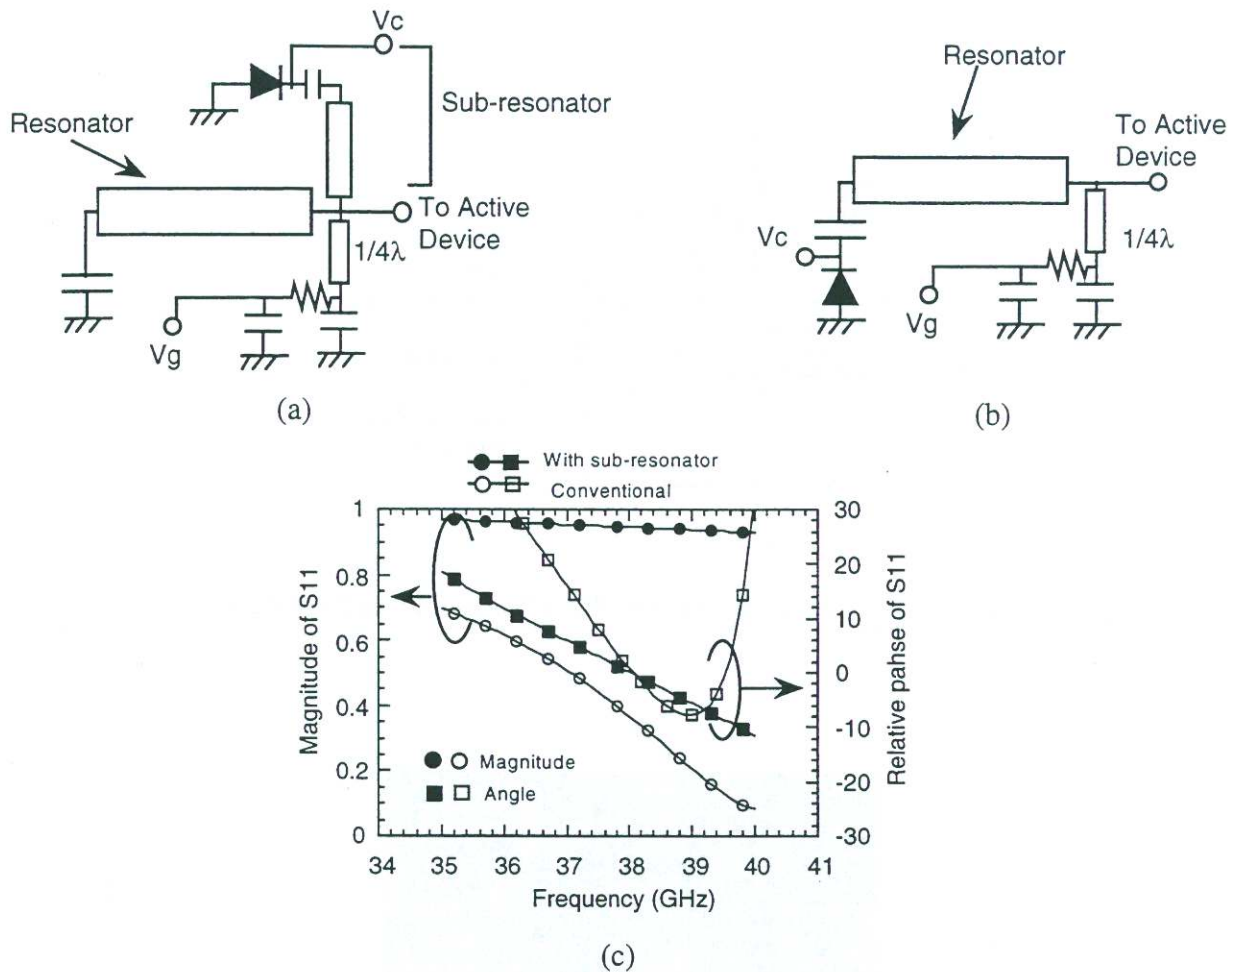 Vc
Sub-resonator
Resonator
To Active
Device
1/4λ
Vg
(a)
Resonator
To Active
Device
Vc
1/4λ
Vg
(b)
With sub-resonator
Conventional
1
0.8
0.6
0.4
0.2
0
Magnitude of S11
30
20
10
0
-10
-20
-30
Relative pahse of S11
Magnitude
Angle
34 35 36 37 38 39 40 41
Frequency (GHz)
(c)